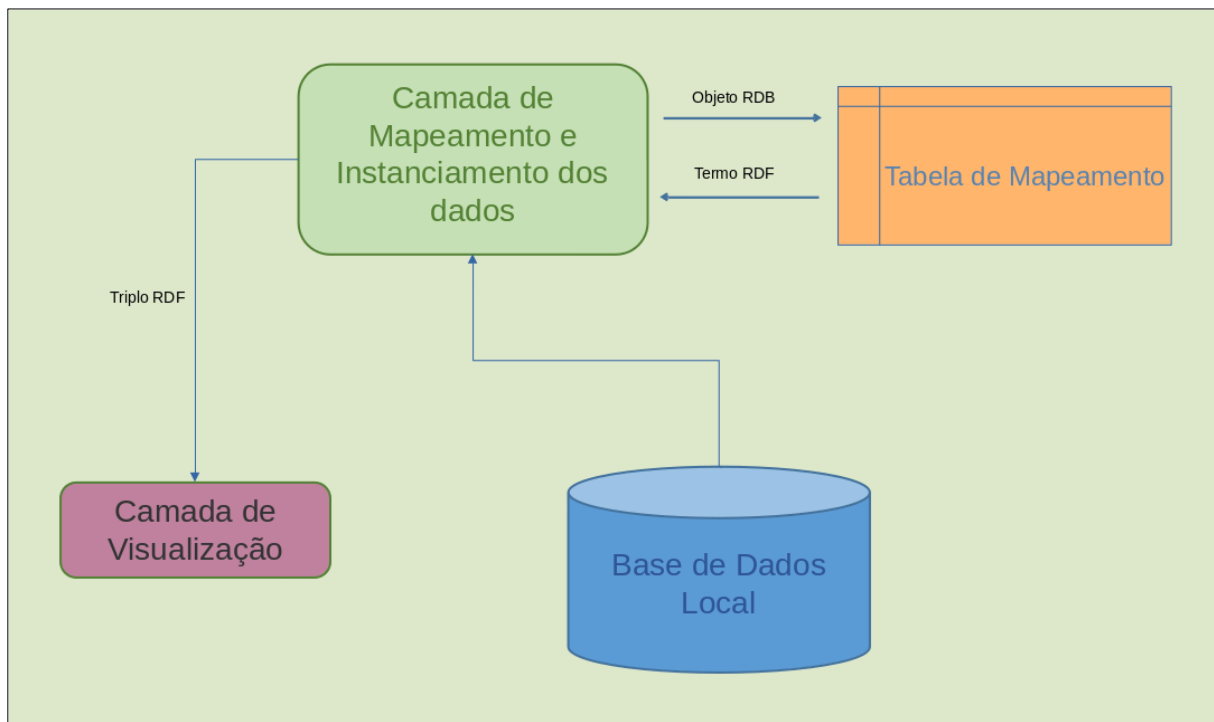 Camada de
Mapeamento e
Instanciamento dos
dados
Objeto RDB
Termo RDF
Tabela de Mapeamento
Triplo RDF
Camada de
Visualização
Base de Dados
Local